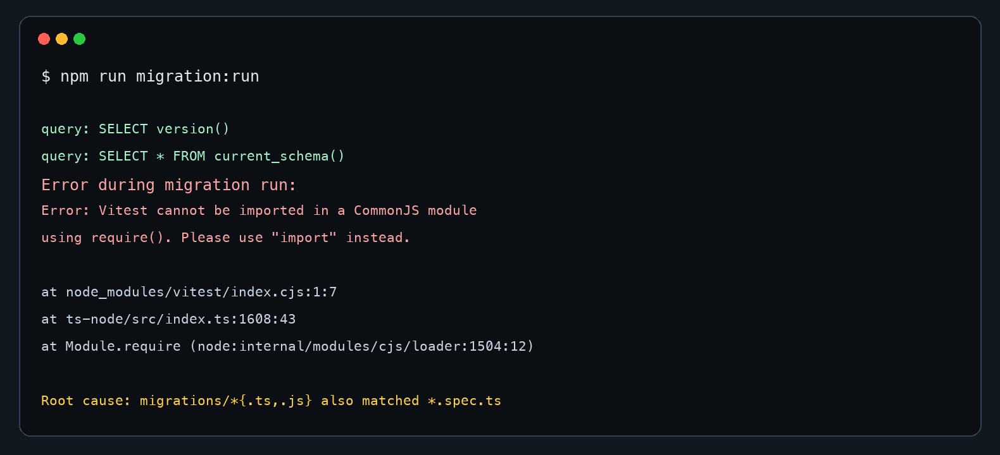 $ npm run migration:run
query: SELECT version()
query: SELECT * FROM current_schema()
Error during migration run:
Error: Vitest cannot be imported in a CommonJS module
using require(). Please use "import" instead.
at node_modules/vitest/index.cjs:1:7
at ts-node/src/index.ts:1608:43
at Module.require (node:internal/modules/cjs/loader:1504:12)
Root cause: migrations/*{.ts,.js} also matched *.spec.ts